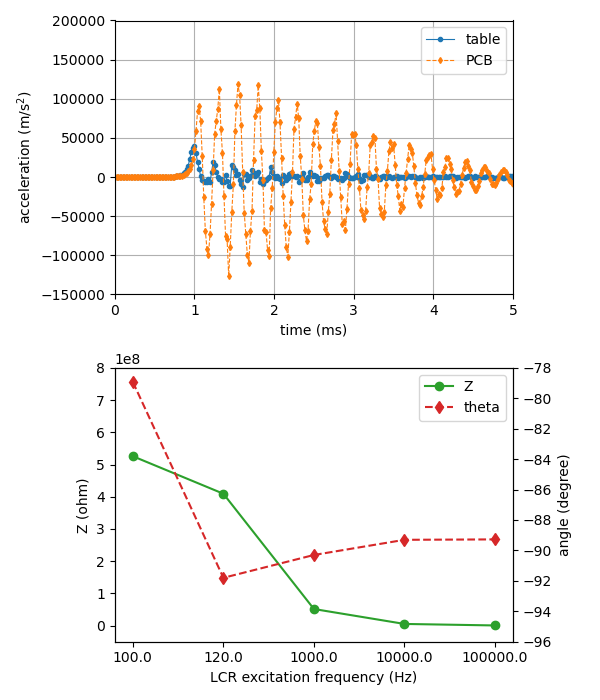 200000
150000
100000
50000
0
−50000
−100000
−150000
acceleration (m/s²)
table
PCB
0 1 2 3 4 5
time (ms)
1e8
8
7
6
5
4
3
2
1
0
Z (ohm)
Z
theta
−78
−80
−82
−84
−86
−88
−90
−92
−94
−96
angle (degree)
100.0 120.0 1000.0 10000.0 100000.0
LCR excitation frequency (Hz)